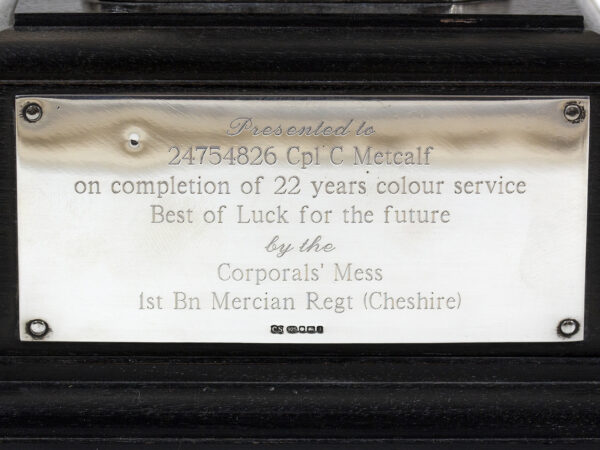 Presented to
24754826 Cpl C Metcalf
on completion of 22 years colour service
Best of Luck for the future
by the
Corporals' Mess
1st Bn Mercian Regt (Cheshire)